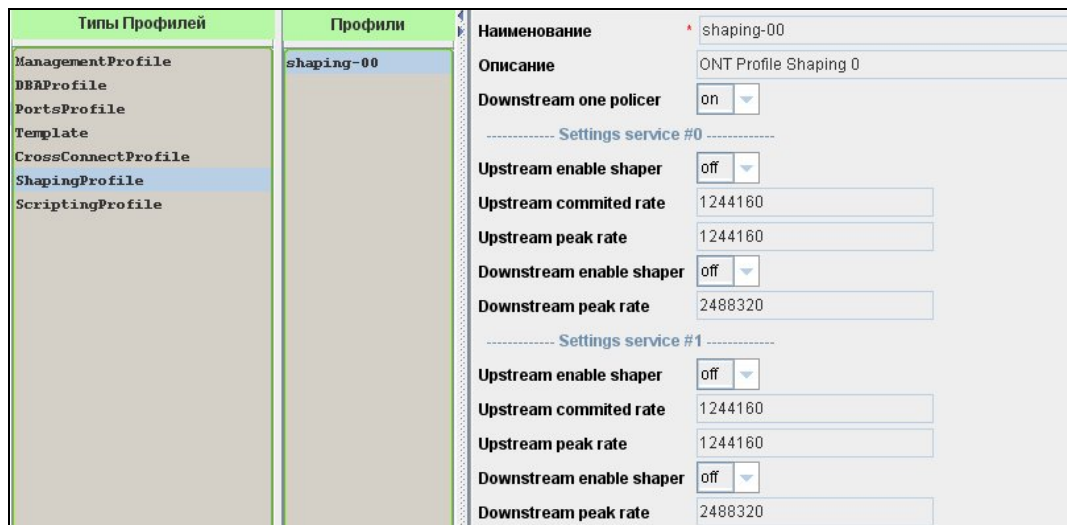 Типы Профилей
ManagementProfile
DBAProfile
PortsProfile
Template
CrossConnectProfile
ShapingProfile
ScriptingProfile
Профили
shaping-00
Наименование * shaping-00
Описание ONT Profile Shaping 0
Downstream one policer on
------------- Settings service #0 -------------
Upstream enable shaper off
Upstream commited rate 1244160
Upstream peak rate 1244160
Downstream enable shaper off
Downstream peak rate 2488320
------------- Settings service #1 -------------
Upstream enable shaper off
Upstream commited rate 1244160
Upstream peak rate 1244160
Downstream enable shaper off
Downstream peak rate 2488320